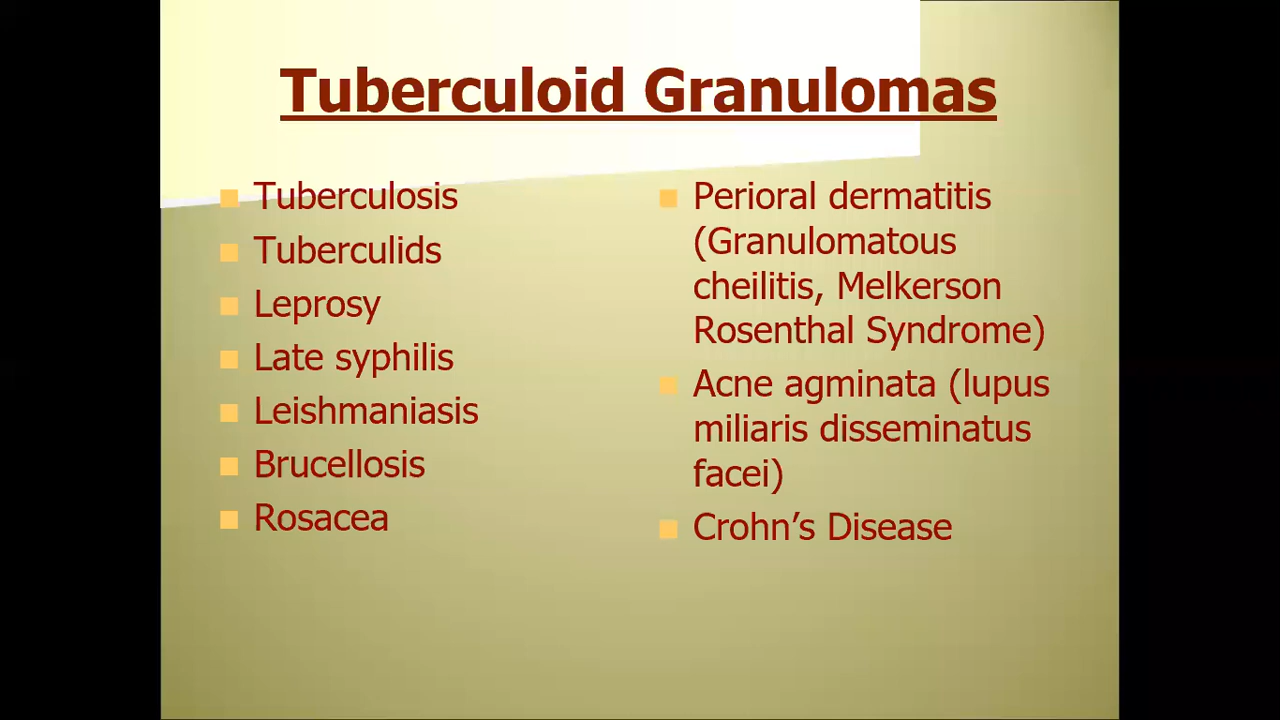 Tuberculoid Granulomas
Tuberculosis
Tuberculids
Leprosy
Late syphilis
Leishmaniasis
Brucellosis
Rosacea
Perioral dermatitis
(Granulomatous
cheilitis, Melkerson
Rosenthal Syndrome)
Acne agminata (lupus
miliaris disseminatus
facei)
Crohn’s Disease